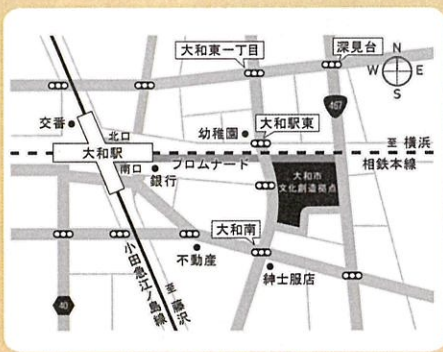 大和東一丁目
深見台
N
W
E
S
467
交番
北口
幼稚園
大和駅東
至 横浜
大和駅
プロムナード
相鉄本線
南口
銀行
大和市
文化創造拠点
大和南
不動産
紳士服店
小田急江ノ島線
至 藤沢
40